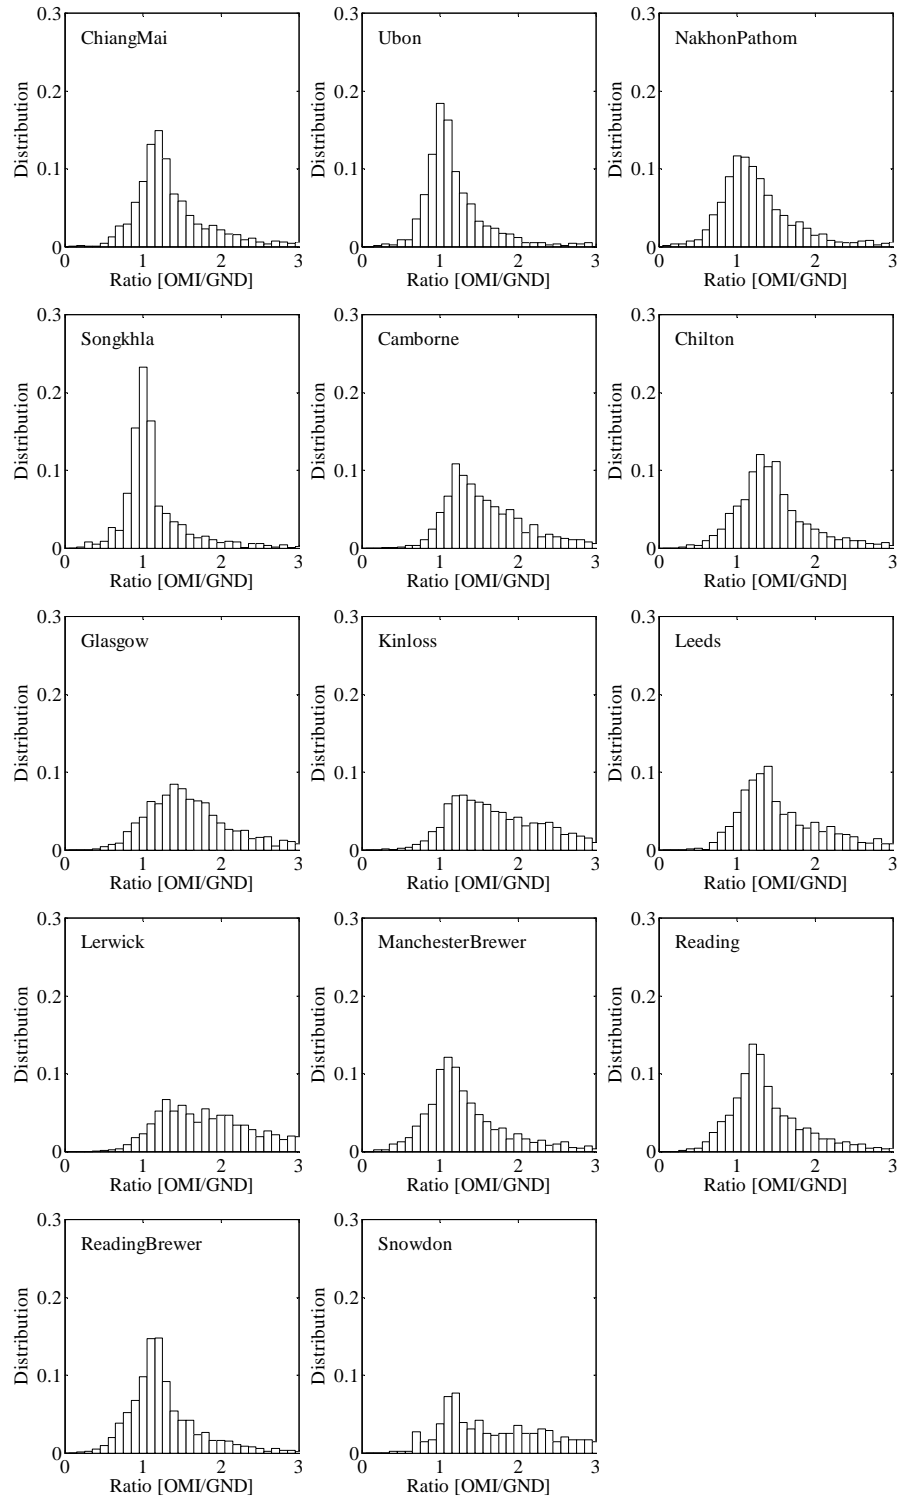 0.3
ChiangMai
0.2
Distribution
0.1
0
0 1 2 3
Ratio [OMI/GND]
0.3
Ubon
0.2
Distribution
0.1
0
0 1 2 3
Ratio [OMI/GND]
0.3
NakhonPathom
0.2
Distribution
0.1
0
0 1 2 3
Ratio [OMI/GND]
0.3
Songkhla
0.2
Distribution
0.1
0
0 1 2 3
Ratio [OMI/GND]
0.3
Camborne
0.2
Distribution
0.1
0
0 1 2 3
Ratio [OMI/GND]
0.3
Chilton
0.2
Distribution
0.1
0
0 1 2 3
Ratio [OMI/GND]
0.3
Glasgow
0.2
Distribution
0.1
0
0 1 2 3
Ratio [OMI/GND]
0.3
Kinloss
0.2
Distribution
0.1
0
0 1 2 3
Ratio [OMI/GND]
0.3
Leeds
0.2
Distribution
0.1
0
0 1 2 3
Ratio [OMI/GND]
0.3
Lerwick
0.2
Distribution
0.1
0
0 1 2 3
Ratio [OMI/GND]
0.3
ManchesterBrewer
0.2
Distribution
0.1
0
0 1 2 3
Ratio [OMI/GND]
0.3
Reading
0.2
Distribution
0.1
0
0 1 2 3
Ratio [OMI/GND]
0.3
ReadingBrewer
0.2
Distribution
0.1
0
0 1 2 3
Ratio [OMI/GND]
0.3
Snowdon
0.2
Distribution
0.1
0
0 1 2 3
Ratio [OMI/GND]